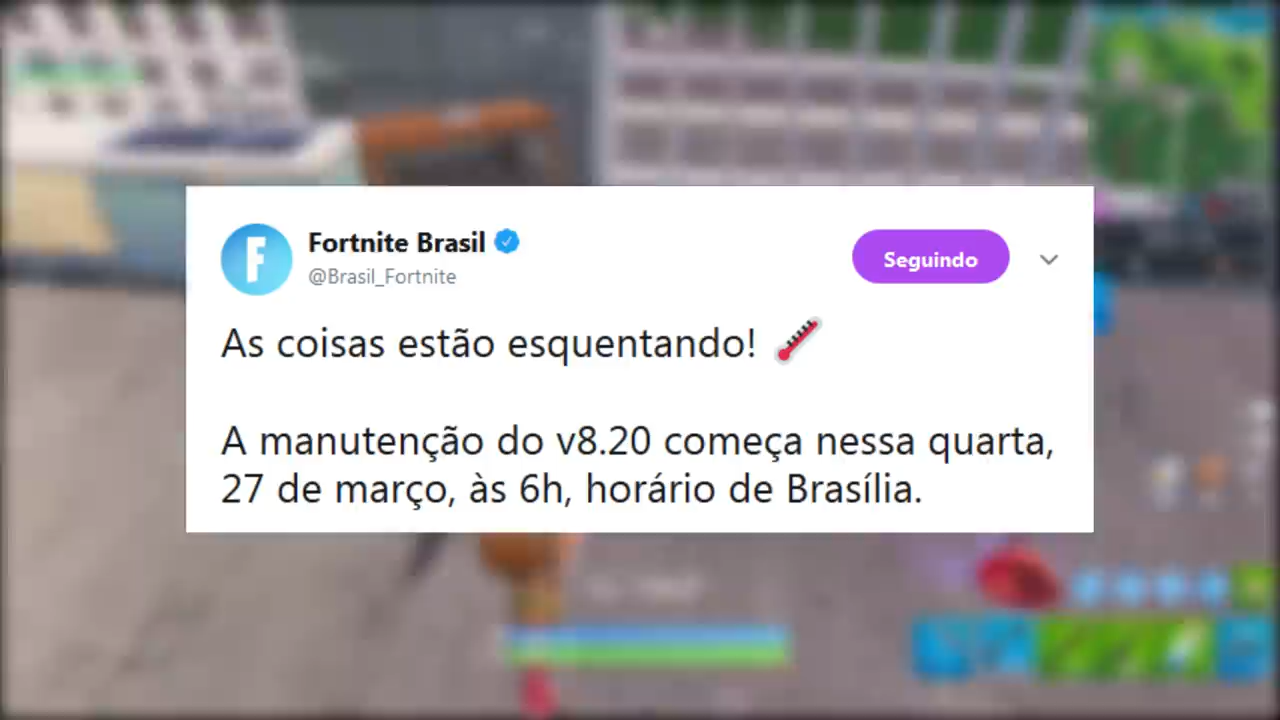 Fortnite Brasil
@Brasil_Fortnite
Seguindo
As coisas estão esquentando! 🌡️
A manutenção do v8.20 começa nessa quarta,
27 de março, às 6h, horário de Brasília.